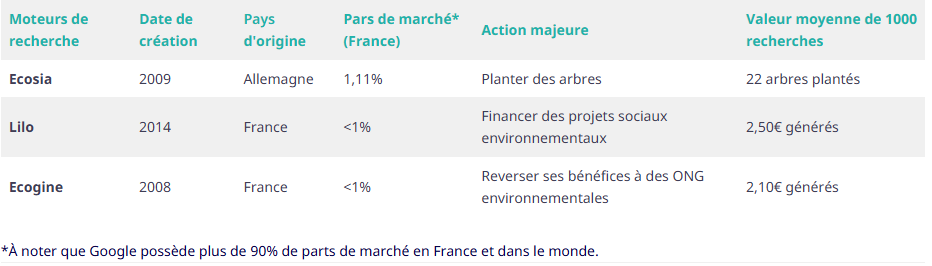 Moteurs de recherche | Date de création | Pays d'origine | Pars de marché* (France) | Action majeure | Valeur moyenne de 1000 recherches
Ecosia | 2009 | Allemagne | 1,11% | Planter des arbres | 22 arbres plantés
Lilo | 2014 | France | <1% | Financer des projets sociaux environnementaux | 2,50€ générés
Ecogine | 2008 | France | <1% | Reverser ses bénéfices à des ONG environnementales | 2,10€ générés
*À noter que Google possède plus de 90% de parts de marché en France et dans le monde.